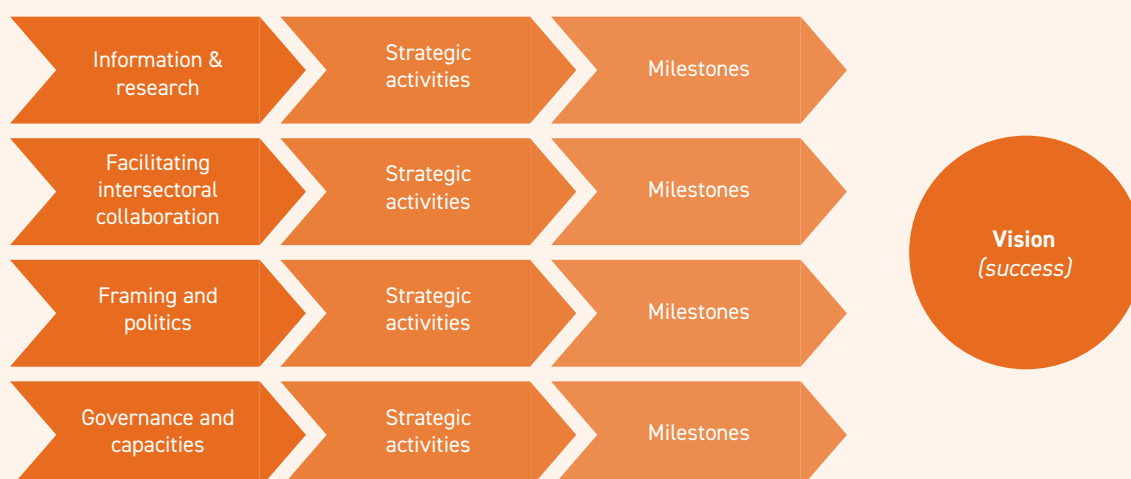 Information &
research
Strategic
activities
Milestones
Facilitating
intersectoral
collaboration
Strategic
activities
Milestones
Framing and
politics
Strategic
activities
Milestones
Governance and
capacities
Strategic
activities
Milestones
Vision
(success)